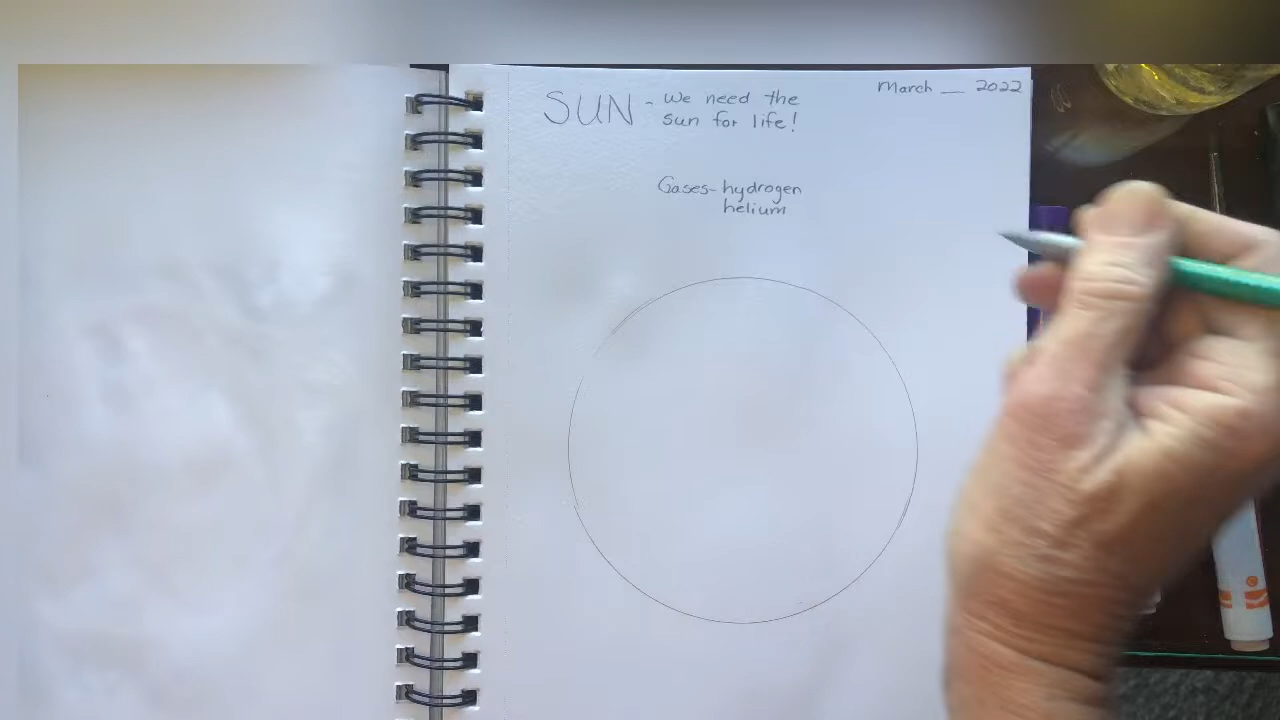 March __ 2022
SUN - We need the
sun for life!
Gases- hydrogen
helium